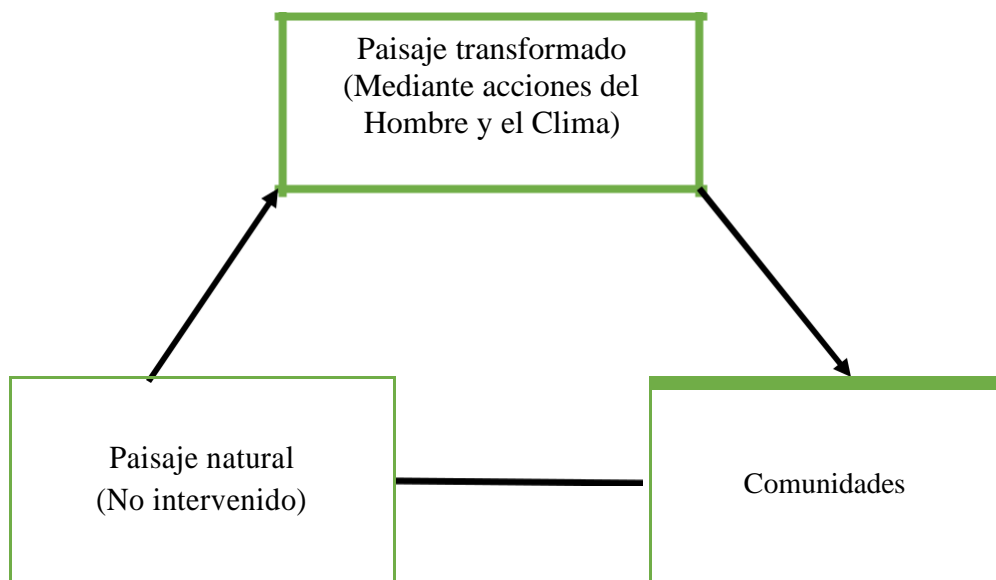 Paisaje transformado
(Mediante acciones del
Hombre y el Clima)
Paisaje natural
(No intervenido)
Comunidades